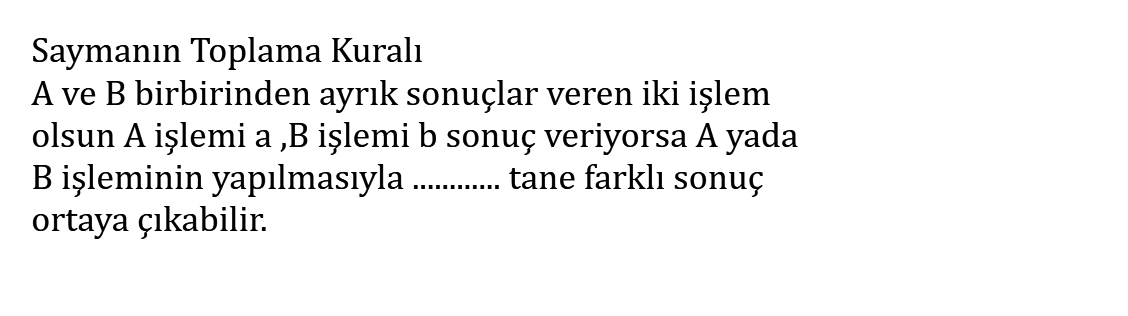 Saymanın Toplama Kuralı
A ve B birbirinden ayrık sonuçlar veren iki işlem
olsun A işlemi a ,B işlemi b sonuç veriyorsa A yada
B işleminin yapılmasıyla ............ tane farklı sonuç
ortaya çıkabilir.